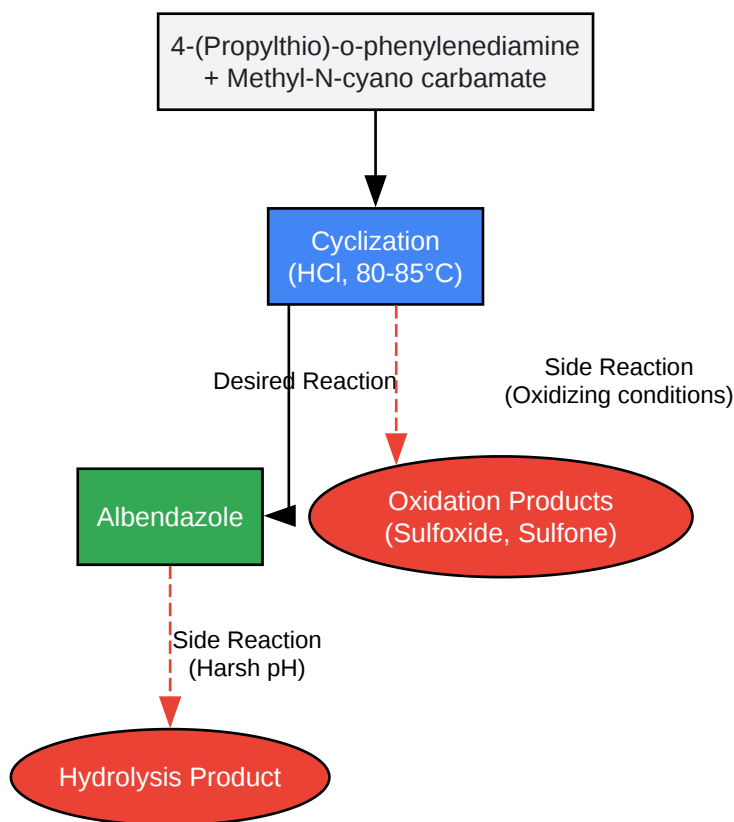 4-(Propylthio)-o-phenylenediamine
+ Methyl-N-cyano carbamate
Cyclization
(HCl, 80-85°C)
Desired Reaction
Side Reaction
(Oxidizing conditions)
Albendazole
Oxidation Products
(Sulfoxide, Sulfone)
Side Reaction
(Harsh pH)
Hydrolysis Product